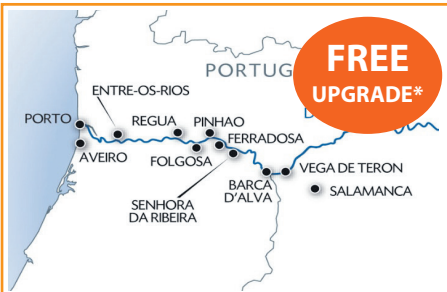 FREE
UPGRADE*
PORTUG
D
ENTRE-OS-RIOS
PORTO
REGUA
PINHAO
FERRADOSA
AVEIRO
FOLGOSA
BARCA
D'ALVA
VEGA DE TERON
SENHORA
DA RIBEIRA
SALAMANCA